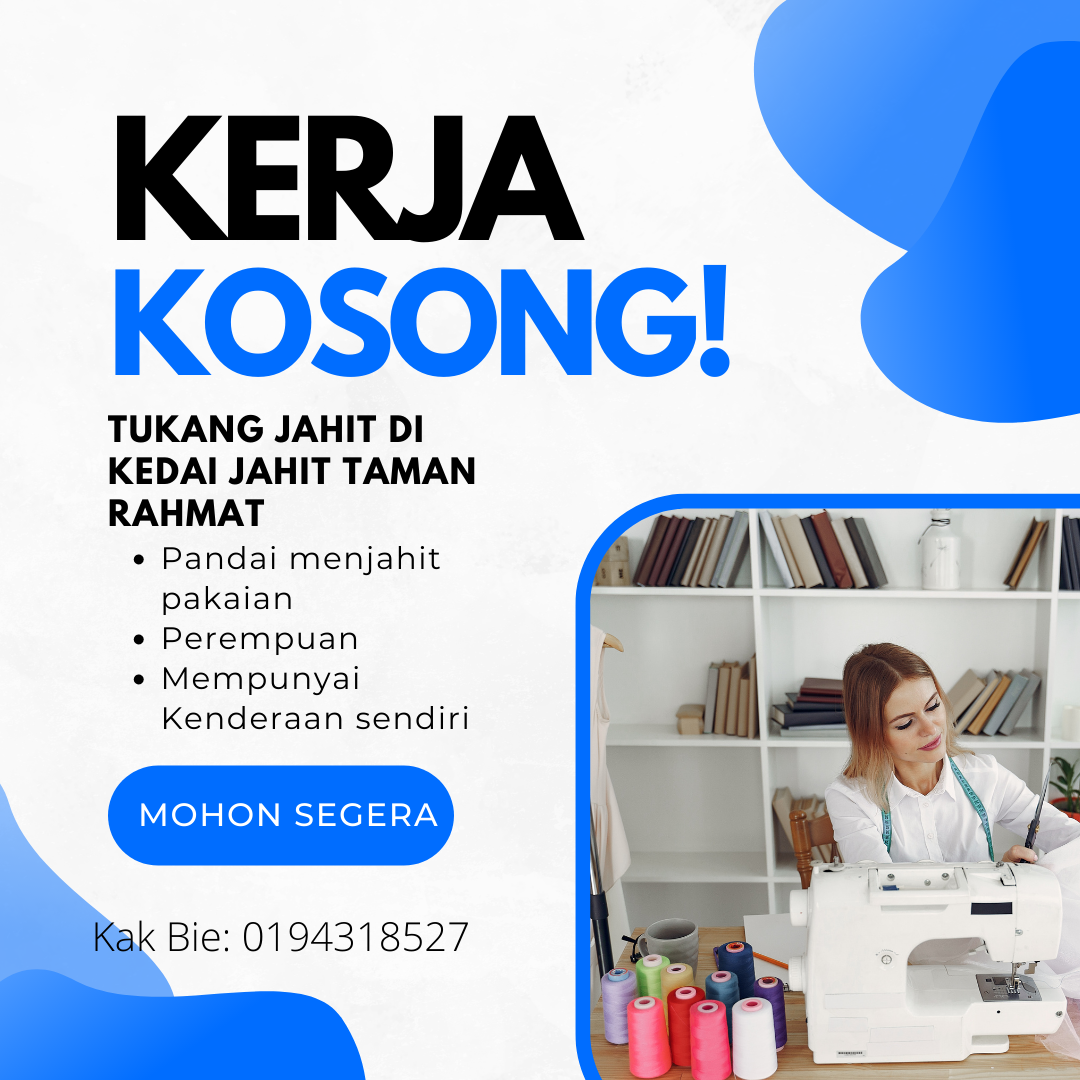 KERJA
KOSONG!
TUKANG JAHIT DI
KEDAI JAHIT TAMAN
RAHMAT
• Pandai menjahit
pakaian
• Perempuan
• Mempunyai
Kenderaan sendiri
MOHON SEGERA
Kak Bie: 0194318527